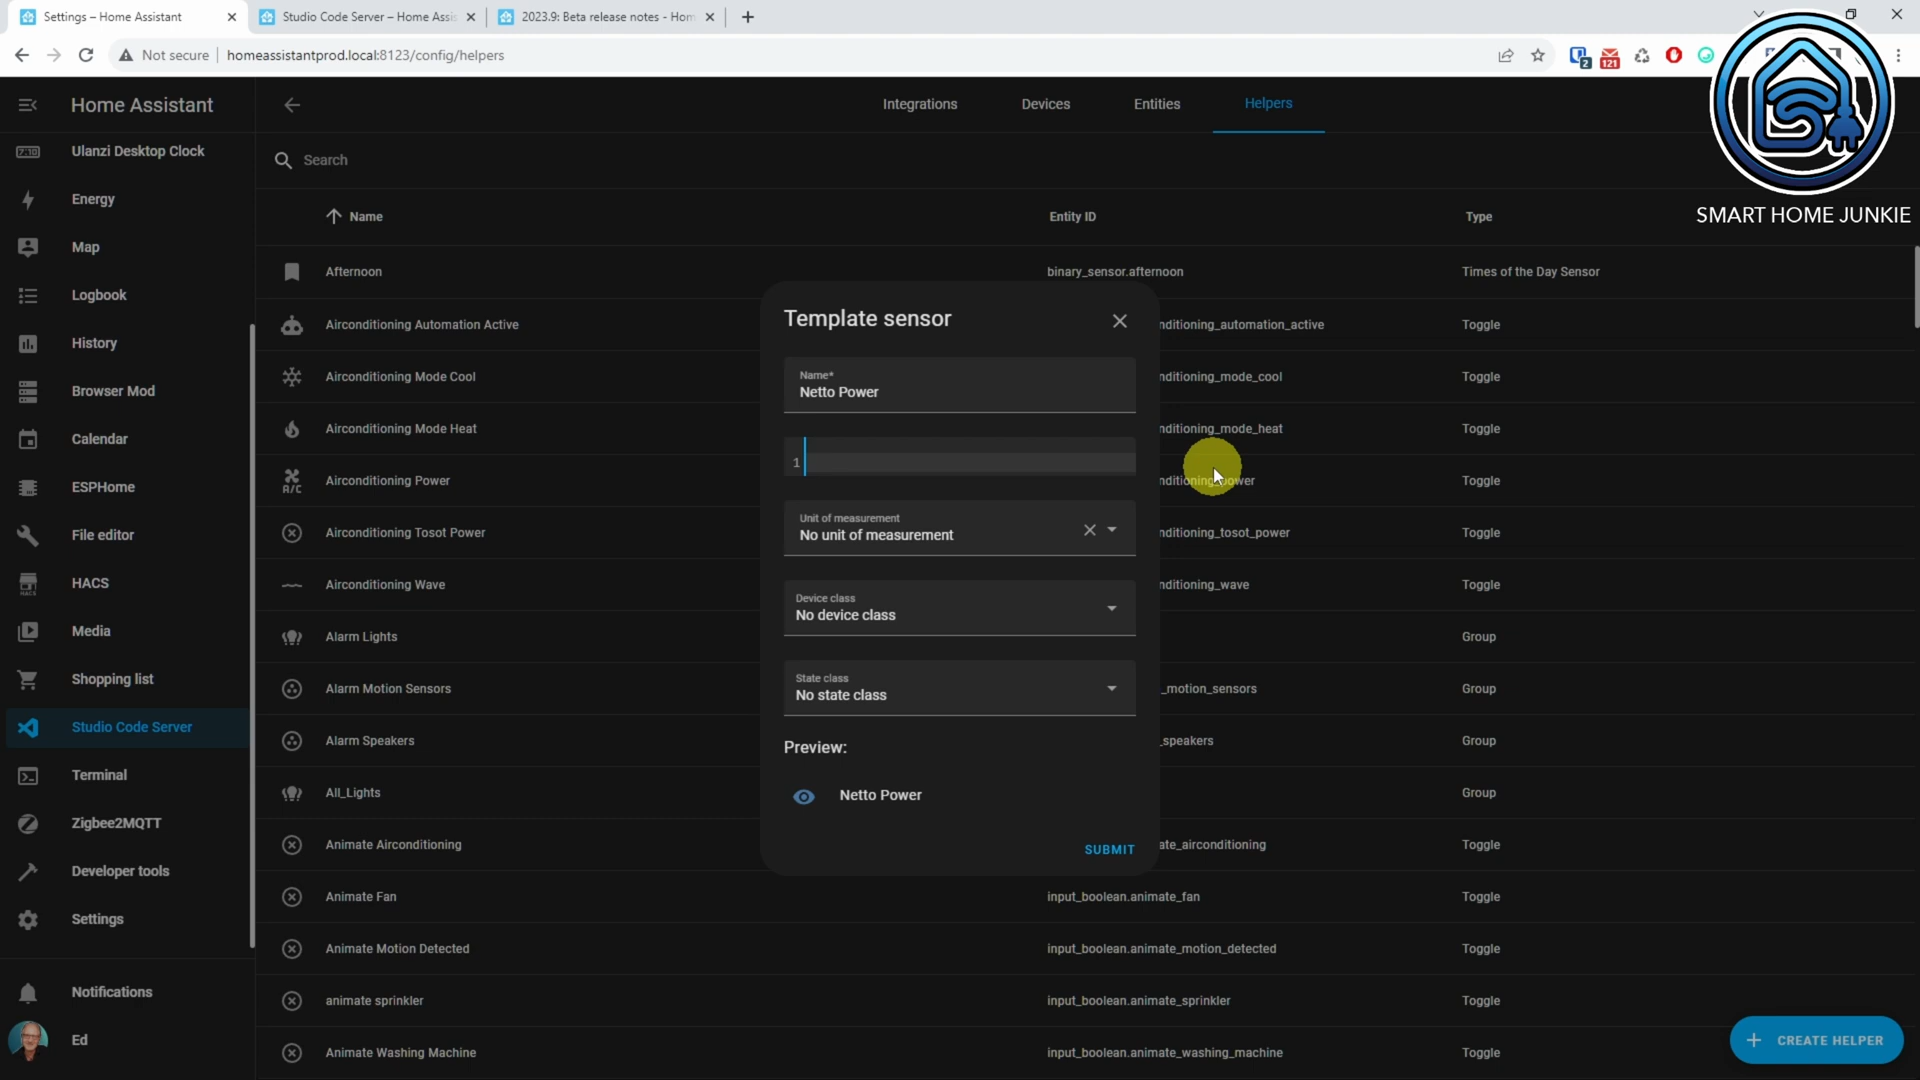 Settings – Home Assistant
Studio Code Server – Home Assis
2023.9: Beta release notes - Hom
Not secure
homeassistantprod.local:8123/config/helpers
2
121
Home Assistant
Integrations
Devices
Entities
Helpers
Ulanzi Desktop Clock
Energy
Map
Logbook
History
Browser Mod
Calendar
ESPHome
File editor
HACS
HACS
Media
Shopping list
Studio Code Server
Terminal
Zigbee2MQTT
Developer tools
Settings
Notifications
Ed
Search
Name
Entity ID
Type
SMART HOME JUNKIE
Afternoon
binary_sensor.afternoon
Times of the Day Sensor
Airconditioning Automation Active
nditioning_automation_active
Toggle
Airconditioning Mode Cool
nditioning_mode_cool
Toggle
Airconditioning Mode Heat
nditioning_mode_heat
Toggle
A/C
Airconditioning Power
nditioning_power
Toggle
Airconditioning Tosot Power
nditioning_tosot_power
Toggle
Airconditioning Wave
nditioning_wave
Toggle
Alarm Lights
Group
Alarm Motion Sensors
_motion_sensors
Group
Alarm Speakers
_speakers
Group
All_Lights
Group
Animate Airconditioning
ate_airconditioning
Toggle
Animate Fan
input_boolean.animate_fan
Toggle
Animate Motion Detected
input_boolean.animate_motion_detected
Toggle
animate sprinkler
input_boolean.animate_sprinkler
Toggle
Animate Washing Machine
input_boolean.animate_washing_machine
Toggle
Template sensor
Name*
Netto Power
1
Unit of measurement
No unit of measurement
Device class
No device class
State class
No state class
Preview:
Netto Power
SUBMIT
CREATE HELPER